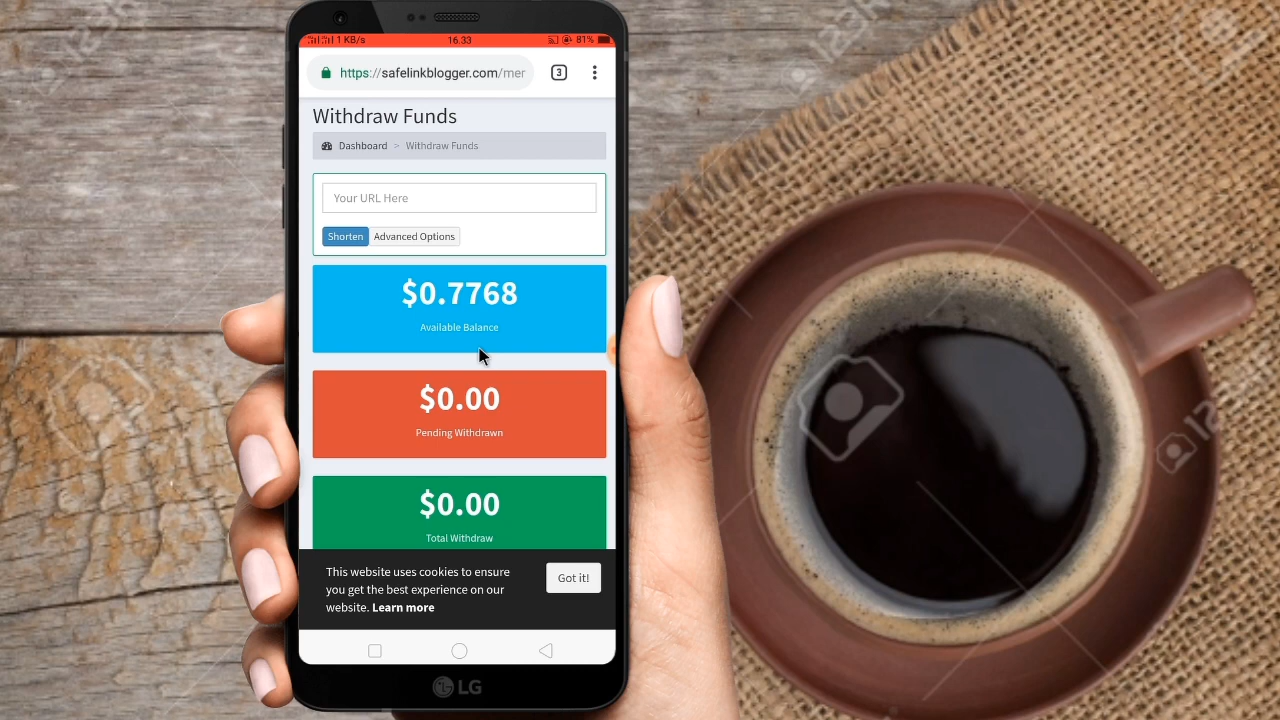 1 KB/s 16.33 81%
https://safelinkblogger.com/mer 3
Withdraw Funds
Dashboard > Withdraw Funds
Your URL Here
Shorten Advanced Options
$0.7768
Available Balance
$0.00
Pending Withdrawn
$0.00
Total Withdraw
This website uses cookies to ensure
you get the best experience on our
website. Learn more
Got it!
LG